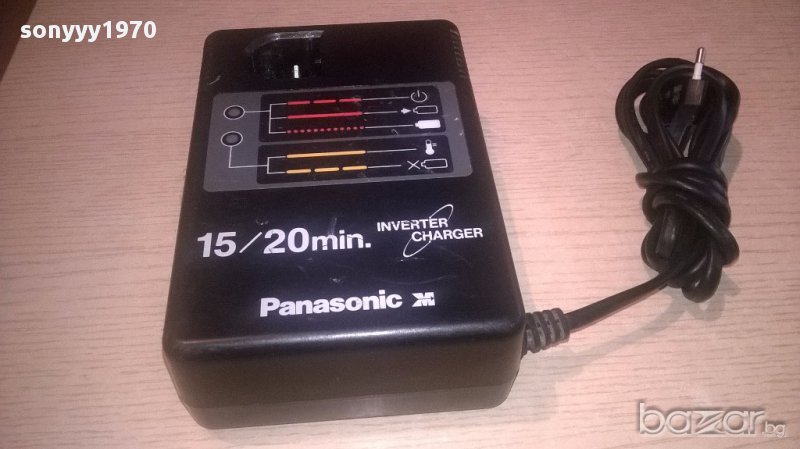 sonyyy1970
15/20min.
INVERTER
CHARGER
Panasonic
bazar.bg